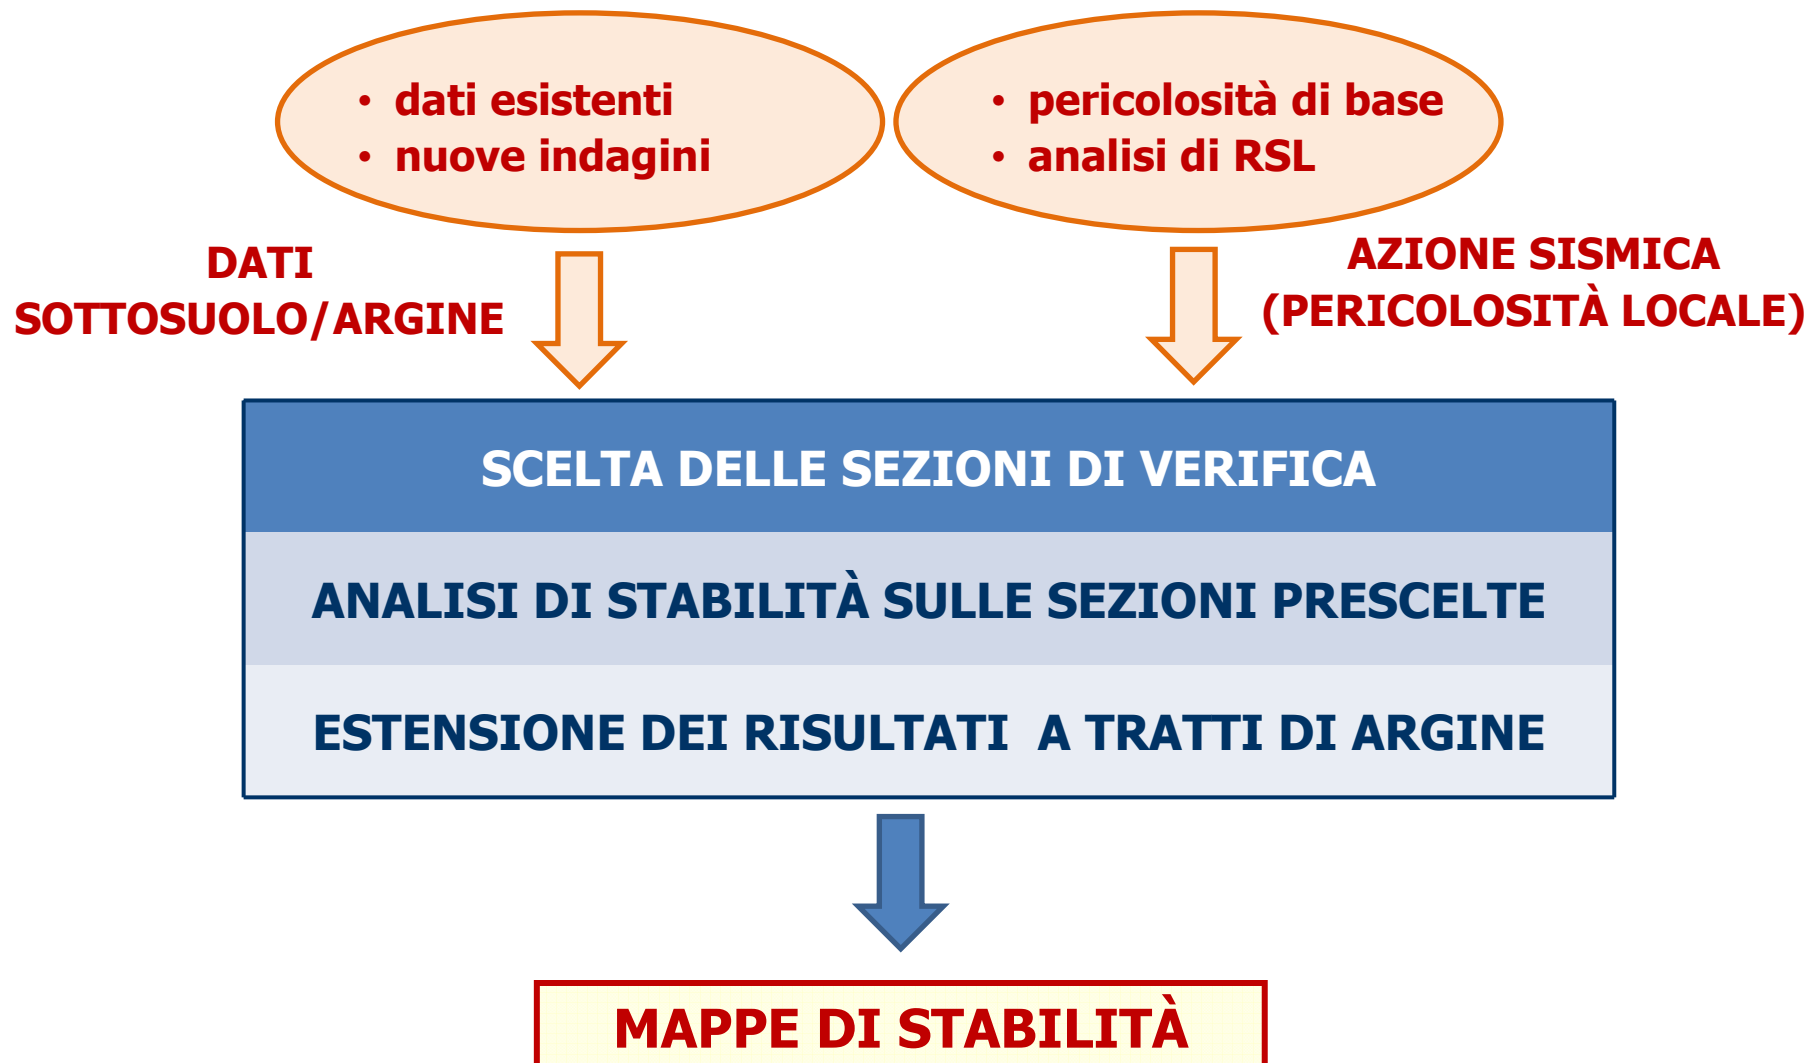 • dati esistenti
• nuove indagini
• pericolosità di base
• analisi di RSL
DATI
SOTTOSUOLO/ARGINE
AZIONE SISMICA
(PERICOLOSITÀ LOCALE)
SCELTA DELLE SEZIONI DI VERIFICA
ANALISI DI STABILITÀ SULLE SEZIONI PRESCELTE
ESTENSIONE DEI RISULTATI  A TRATTI DI ARGINE
MAPPE DI STABILITÀ